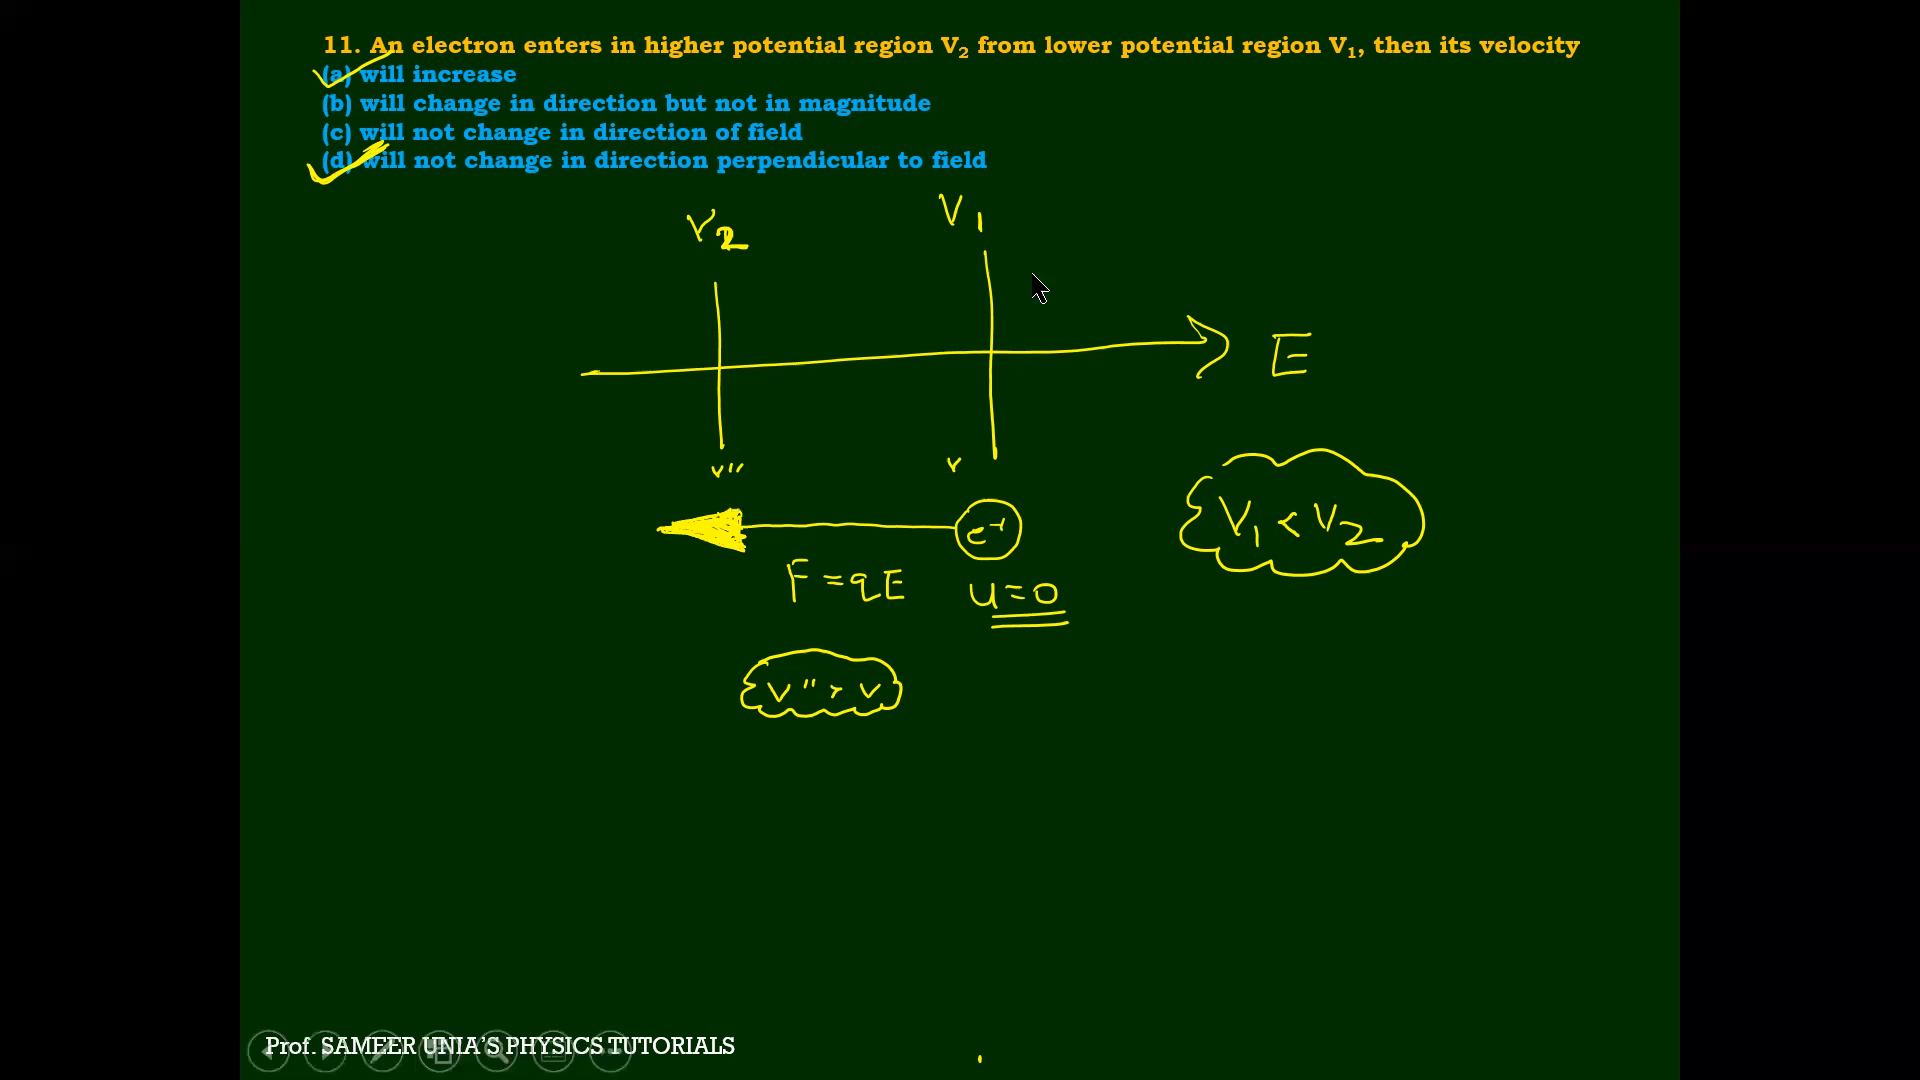 11. An electron enters in higher potential region V₂ from lower potential region V₁, then its velocity
(a) will increase
(b) will change in direction but not in magnitude
(c) will not change in direction of field
(d) will not change in direction perpendicular to field
V₂ V₁
E
v'' v
e⁻ V₁ < V₂
F = qE u = 0
v'' > v
Prof. SAMEER UNIA'S PHYSICS TUTORIALS